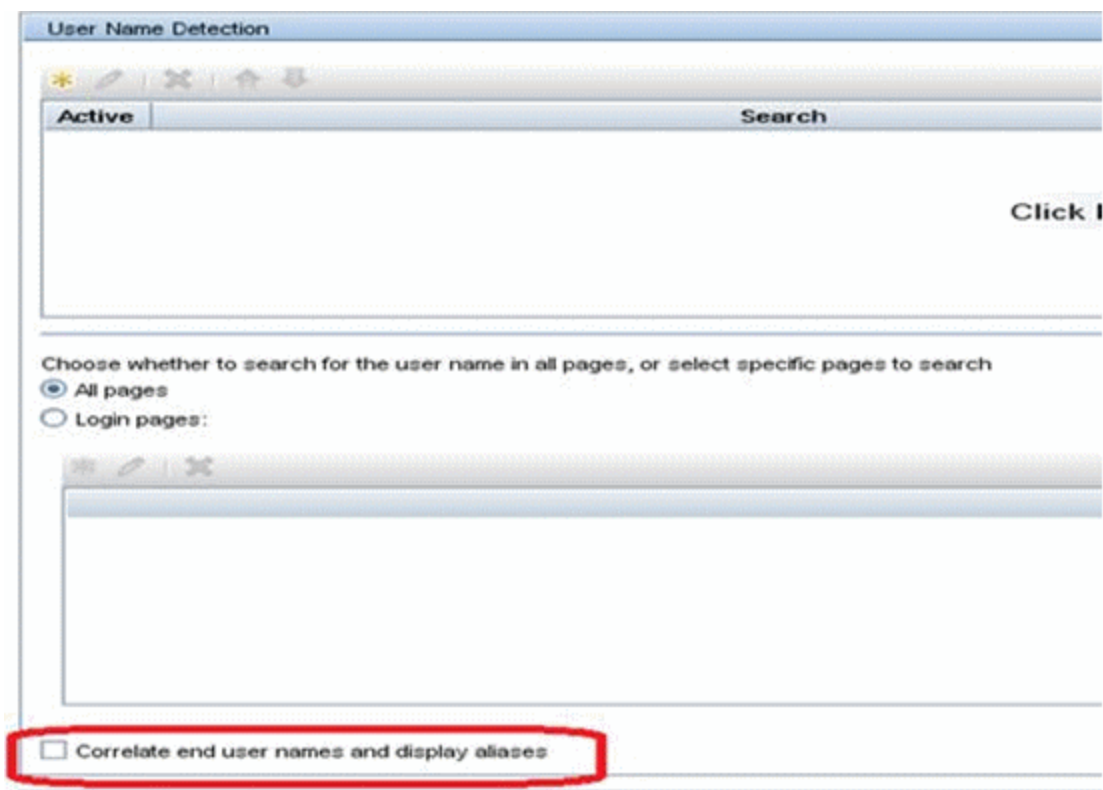 User Name Detection
Active Search
Click
Choose whether to search for the user name in all pages, or select specific pages to search
All pages
Login pages:
Correlate end user names and display aliases